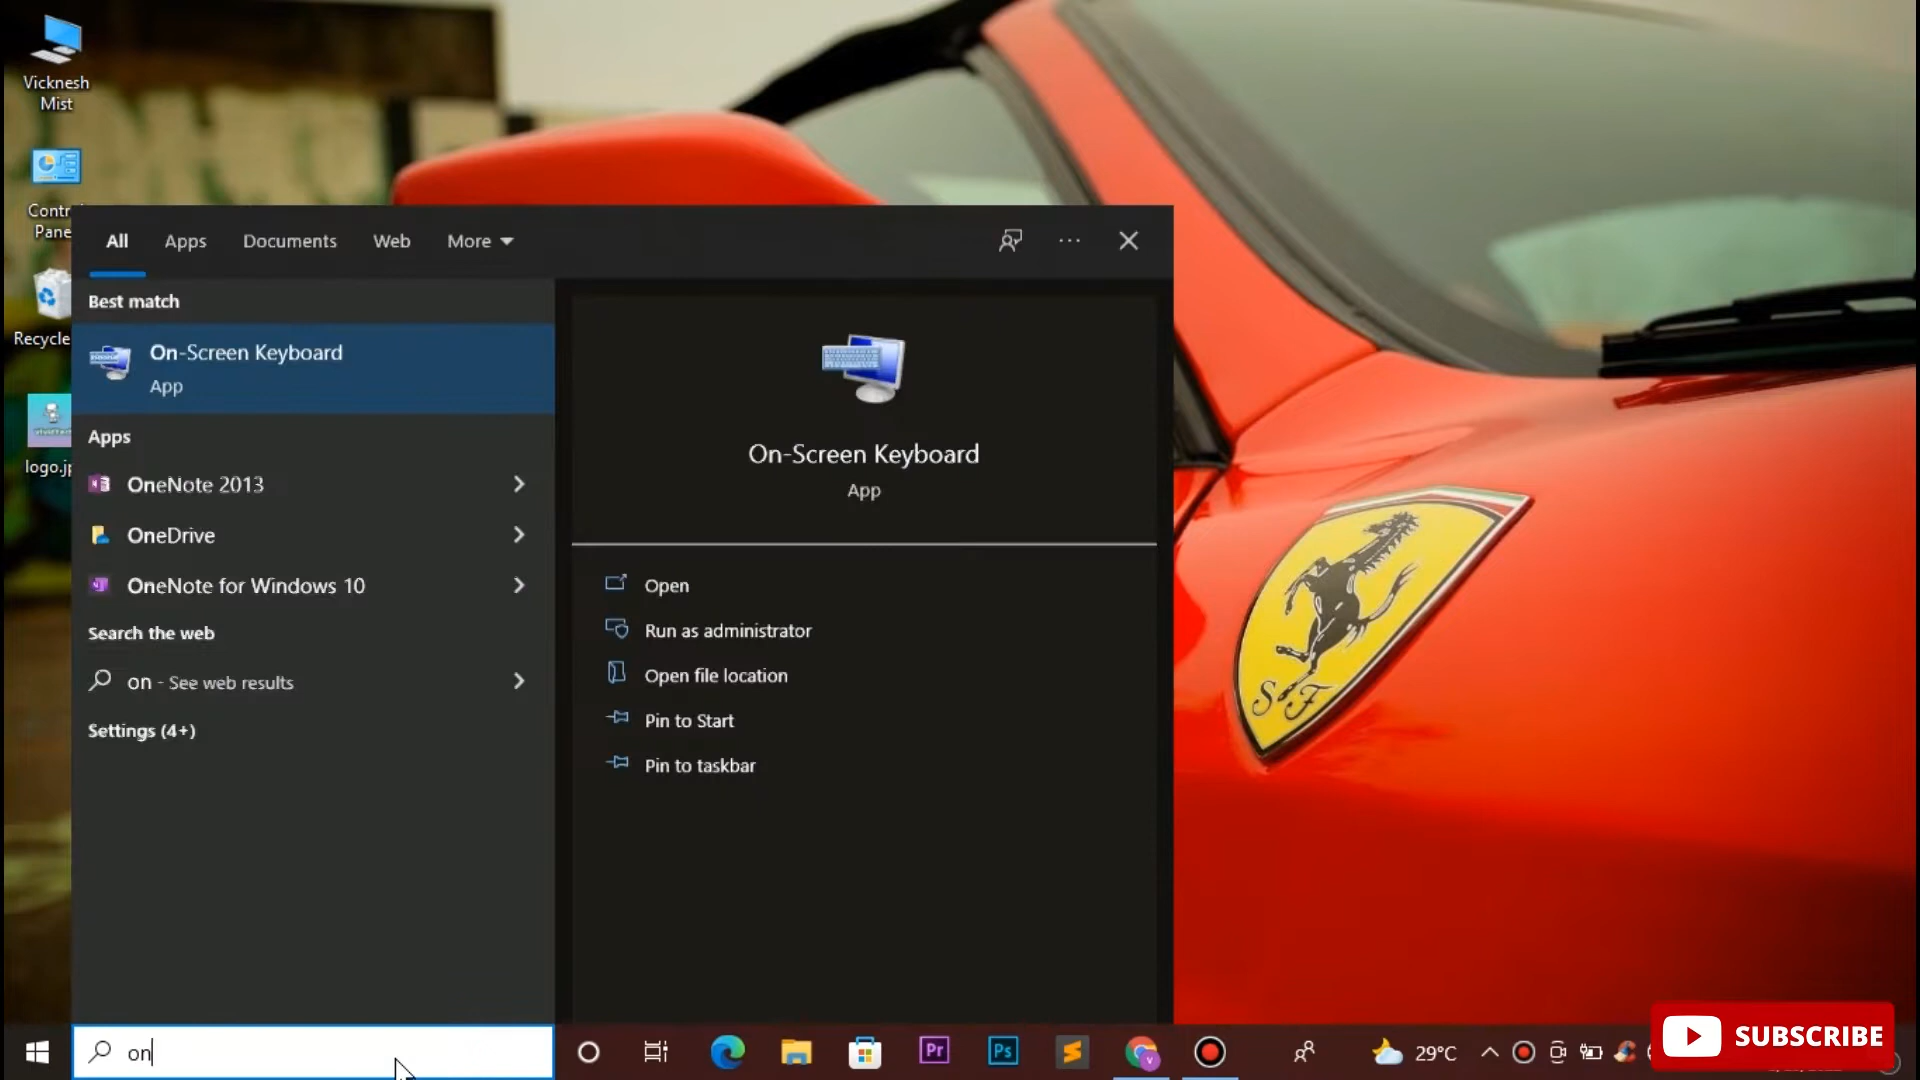 Vicknesh
Mist
Contr
Pane
Recycle
logo.jp
All
Apps
Documents
Web
More
Best match
On-Screen Keyboard
App
Apps
OneNote 2013
OneDrive
OneNote for Windows 10
Search the web
on - See web results
Settings (4+)
On-Screen Keyboard
App
Open
Run as administrator
Open file location
Pin to Start
Pin to taskbar
S F
on
Pr
Ps
29°C
SUBSCRIBE